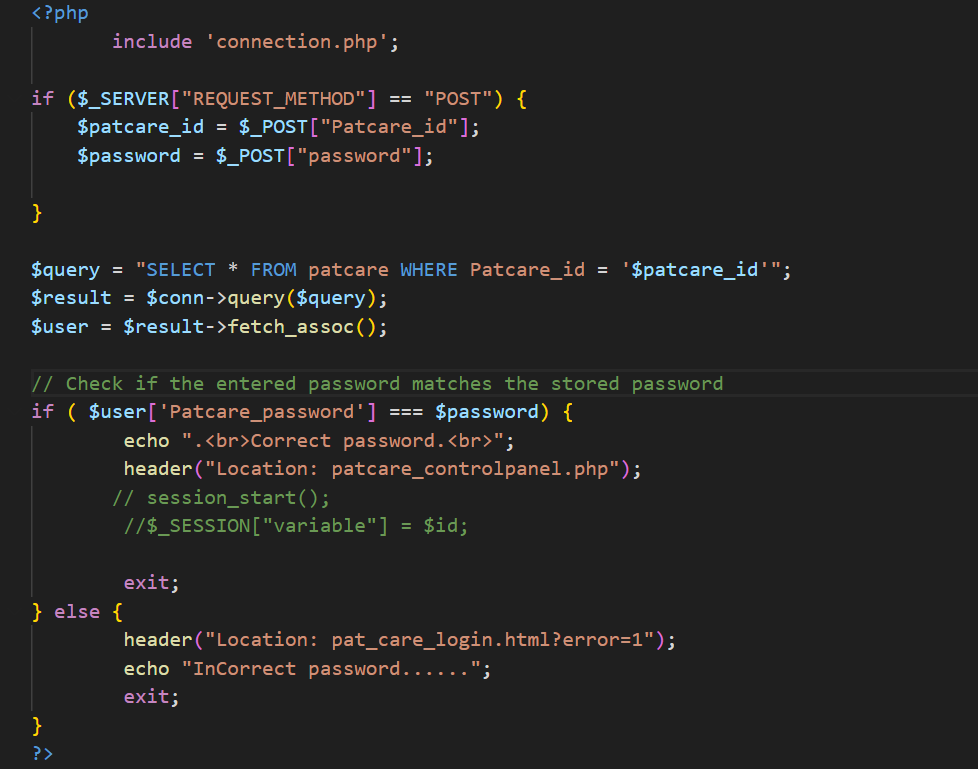 <?php
include 'connection.php';
if ($_SERVER["REQUEST_METHOD"] == "POST") {
$patcare_id = $_POST["Patcare_id"];
$password = $_POST["password"];
}
$query = "SELECT * FROM patcare WHERE Patcare_id = '$patcare_id'";
$result = $conn->query($query);
$user = $result->fetch_assoc();
// Check if the entered password matches the stored password
if ( $user['Patcare_password'] === $password) {
echo ".<br>Correct password.<br>";
header("Location: patcare_controlpanel.php");
// session_start();
//$_SESSION["variable"] = $id;
exit;
} else {
header("Location: pat_care_login.html?error=1");
echo "InCorrect password......";
exit;
}
?>